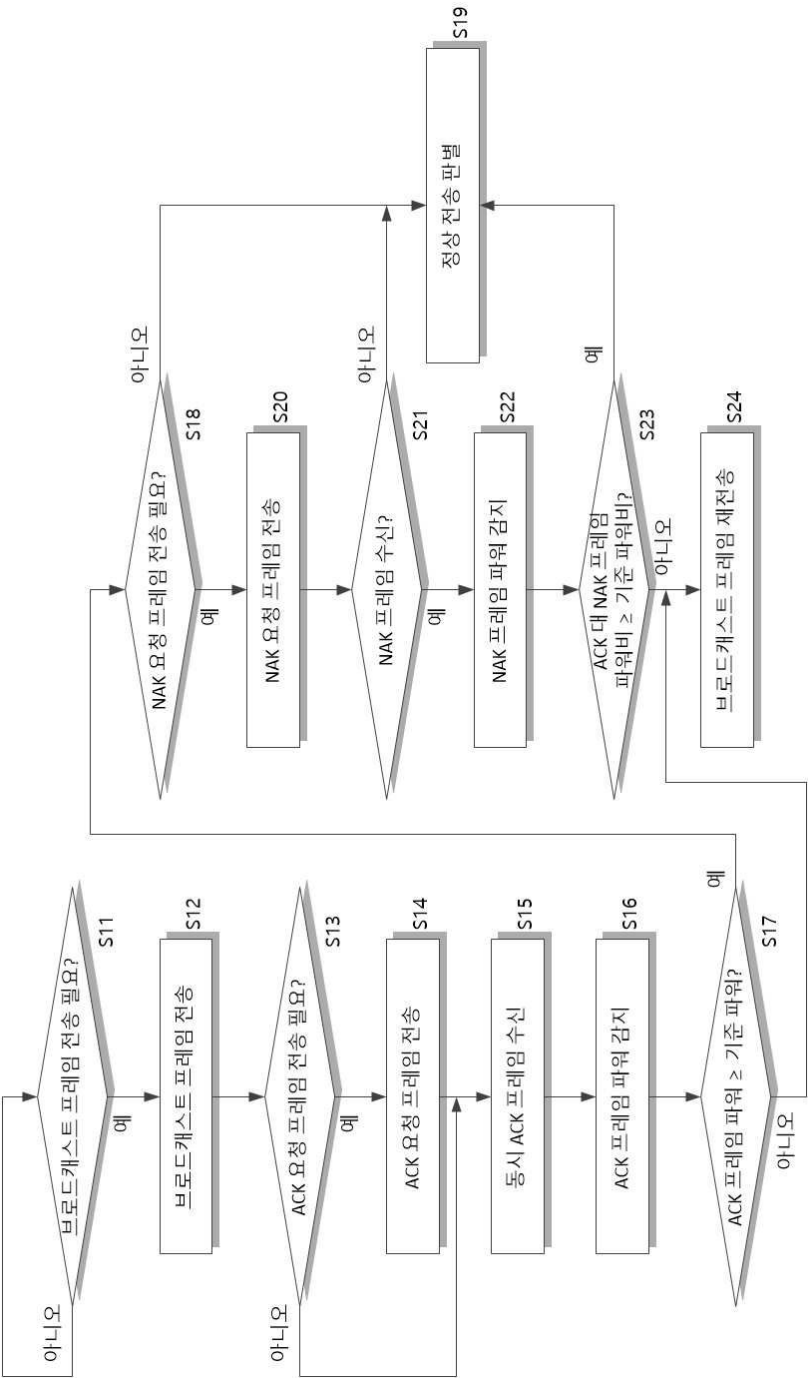 브로드캐스트 프레임 전송 필요?
S11
아니오
예
브로드캐스트 프레임 전송
S12
ACK 요청 프레임 전송 필요?
S13
아니오
예
ACK 요청 프레임 전송
S14
동시 ACK 프레임 수신
S15
ACK 프레임 파워 감지
S16
ACK 프레임 파워 ≥ 기준 파워?
S17
예
아니오
NAK 요청 프레임 전송 필요?
S18
아니오
예
NAK 요청 프레임 전송
S20
NAK 프레임 수신?
S21
아니오
예
NAK 프레임 파워 감지
S22
ACK 대 NAK 프레임
파워비 ≥ 기준 파워비?
S23
예
아니오
브로드캐스트 프레임 재전송
S24
정상 전송 판별
S19